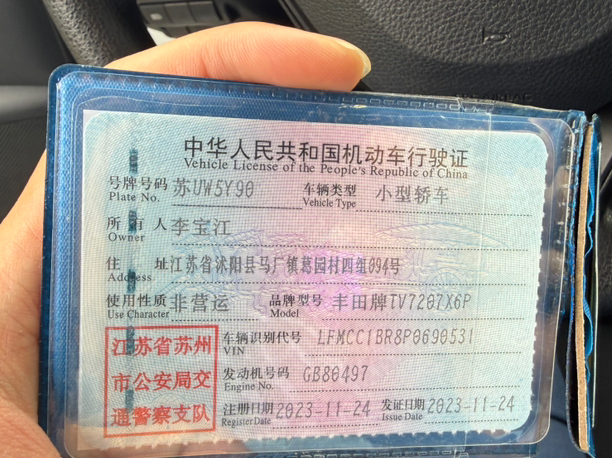 中华人民共和国机动车行驶证
Vehicle License of the People's Republic of China
号牌号码 苏UW5Y90 车辆类型 小型轿车
Plate No. Vehicle Type
所有人 李宝江
Owner
住址 江苏省沭阳县马厂镇葛园村四组094号
Address
使用性质 非营运 品牌型号 丰田牌TV7207X6P
Use Character Model
江苏省苏州
市公安局交
通警察支队
车辆识别代号 LFMCC1BR8P0690531
VIN
发动机号码 GB80497
Engine No.
注册日期 2023-11-24 发证日期 2023-11-24
Register Date Issue Date